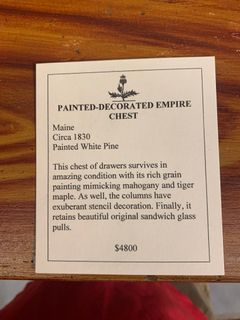 PAINTED-DECORATED EMPIRE
CHEST
Maine
Circa 1830
Painted White Pine
This chest of drawers survives in
amazing condition with its rich grain
painting mimicking mahogany and tiger
maple. As well, the columns have
exuberant stencil decoration. Finally, it
retains beautiful original sandwich glass
pulls.
$4800